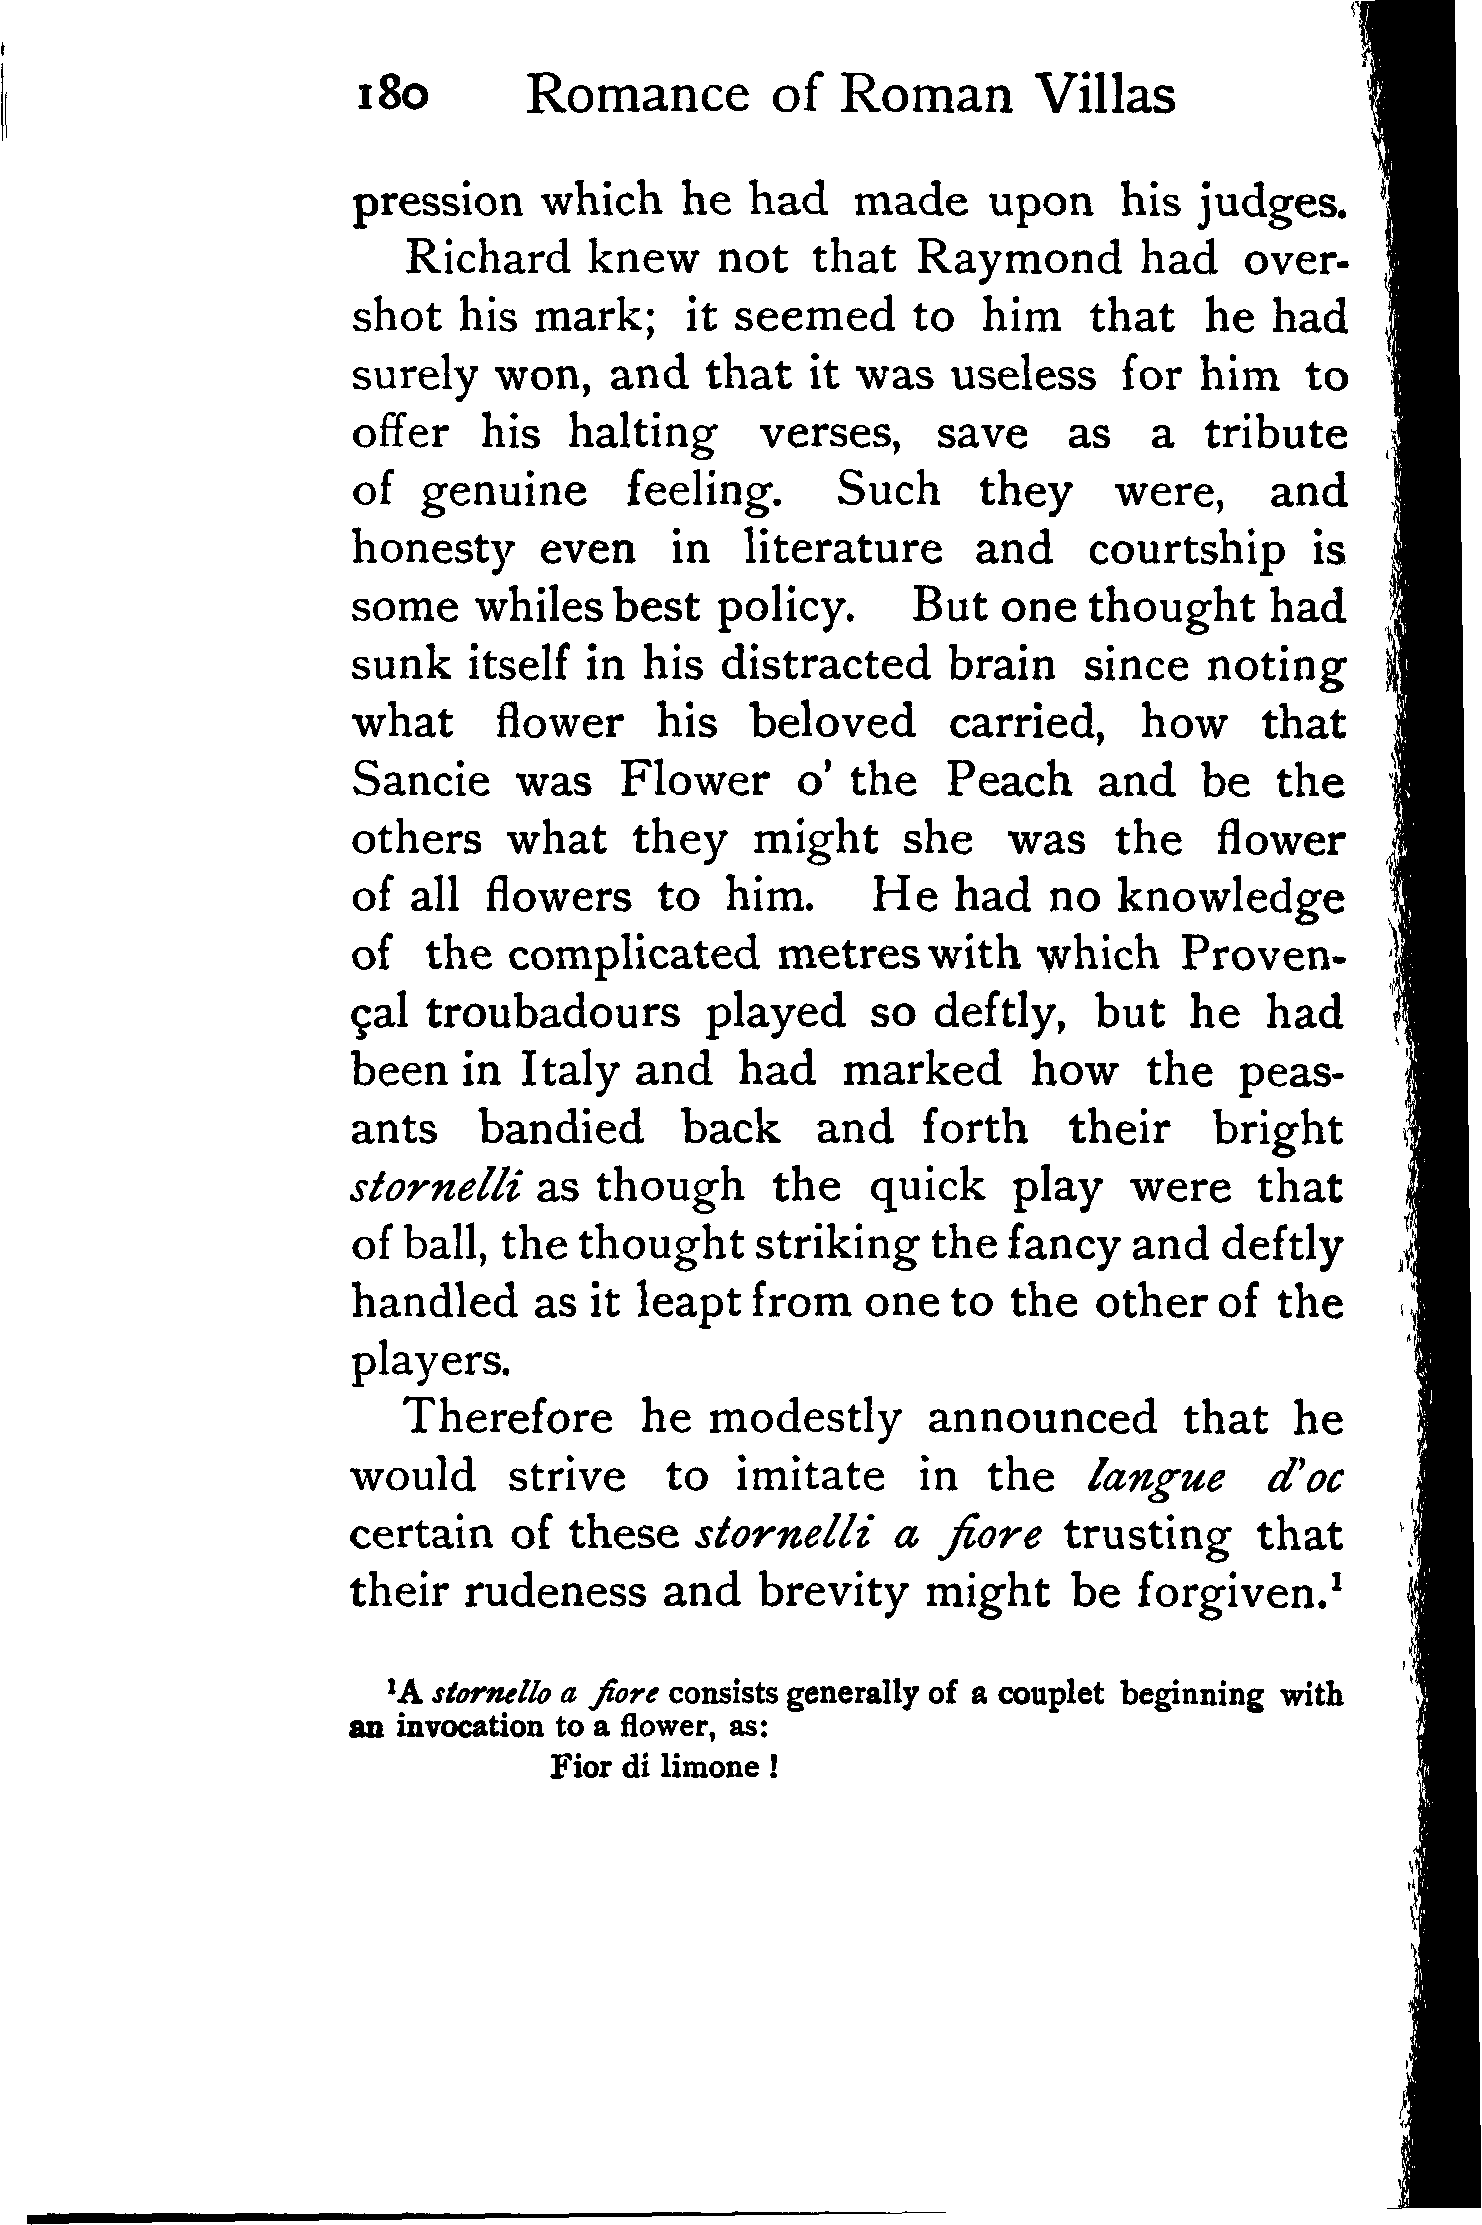 180 Romance of Roman Villas
pression which he had made upon his judges.
Richard knew not that Raymond had over-
shot his mark; it seemed to him that he had
surely won, and that it was useless for him to
offer his halting verses, save as a tribute
of genuine feeling. Such they were, and
honesty even in literature and courtship is
some whiles best policy. But one thought had
sunk itself in his distracted brain since noting
what flower his beloved carried, how that
Sancie was Flower o' the Peach and be the
others what they might she was the flower
of all flowers to him. He had no knowledge
of the complicated metres with which Proven-
çal troubadours played so deftly, but he had
been in Italy and had marked how the peas-
ants bandied back and forth their bright
stornelli as though the quick play were that
of ball, the thought striking the fancy and deftly
handled as it leapt from one to the other of the
players.
Therefore he modestly announced that he
would strive to imitate in the langue d'oc
certain of these stornelli a fiore trusting that
their rudeness and brevity might be forgiven.¹
¹A stornello a fiore consists generally of a couplet beginning with
an invocation to a flower, as:
Fior di limone !